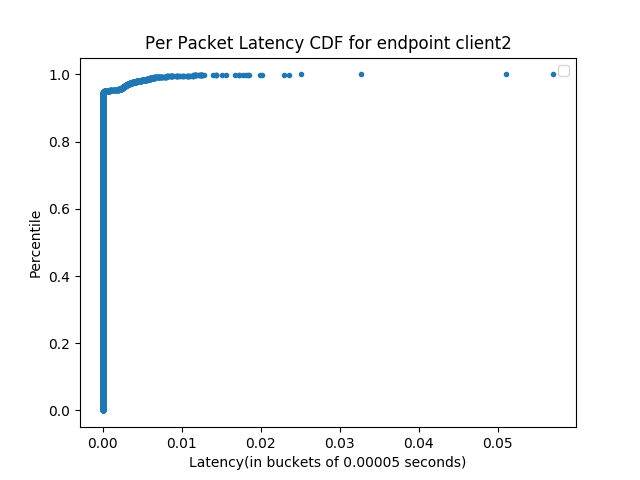 Per Packet Latency CDF for endpoint client2
1.0
0.8
0.6
0.4
0.2
0.0
Percentile
0.00 0.01 0.02 0.03 0.04 0.05
Latency(in buckets of 0.00005 seconds)